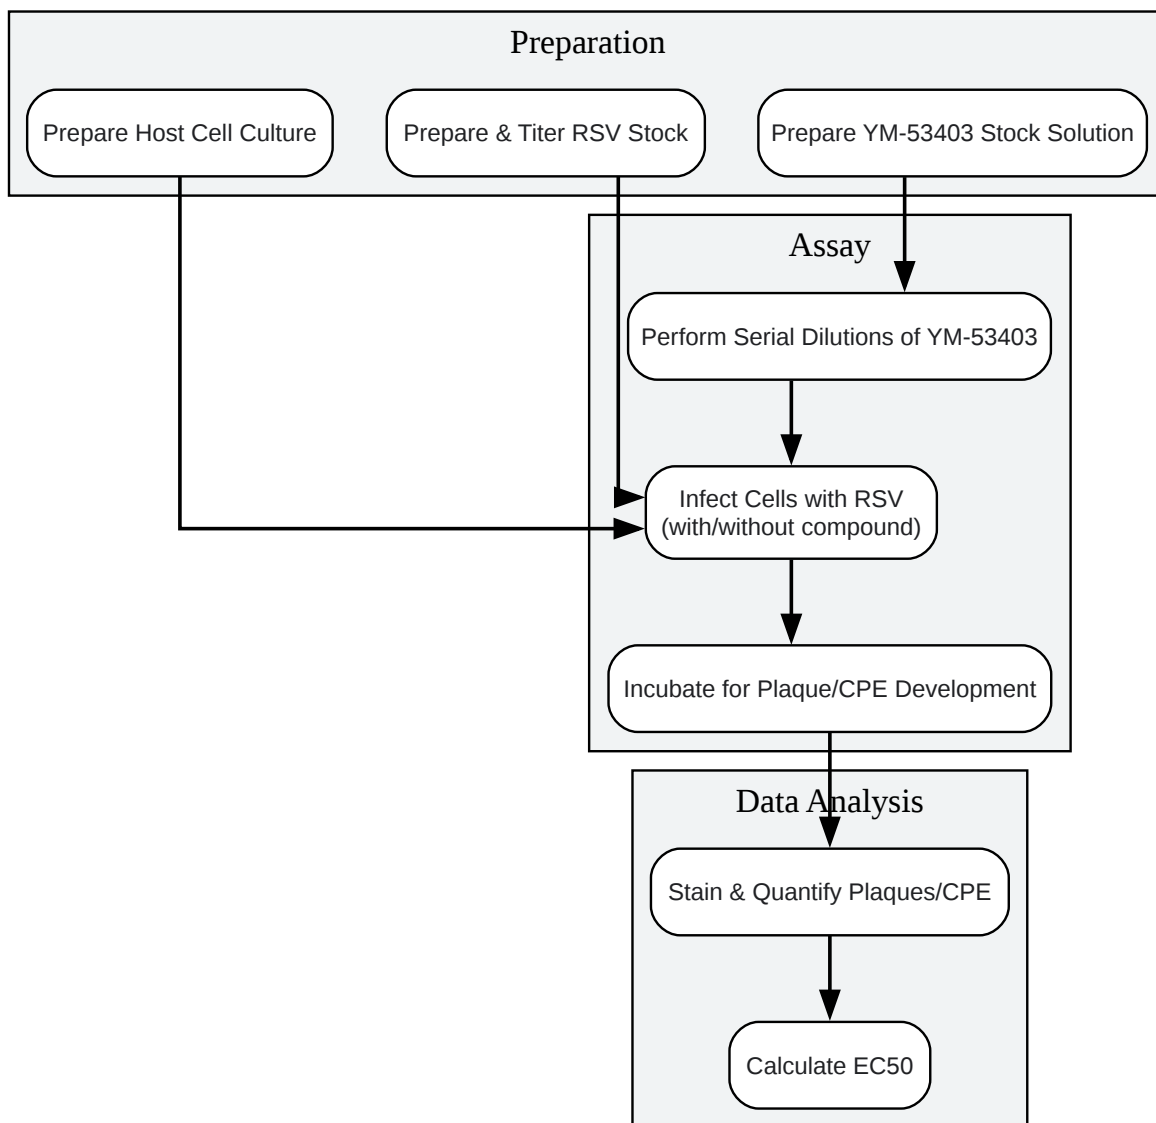 Preparation
Prepare Host Cell Culture
Prepare & Titer RSV Stock
Prepare YM-53403 Stock Solution
Assay
Perform Serial Dilutions of YM-53403
Infect Cells with RSV
(with/without compound)
Incubate for Plaque/CPE Development
Data Analysis
Stain & Quantify Plaques/CPE
Calculate EC50